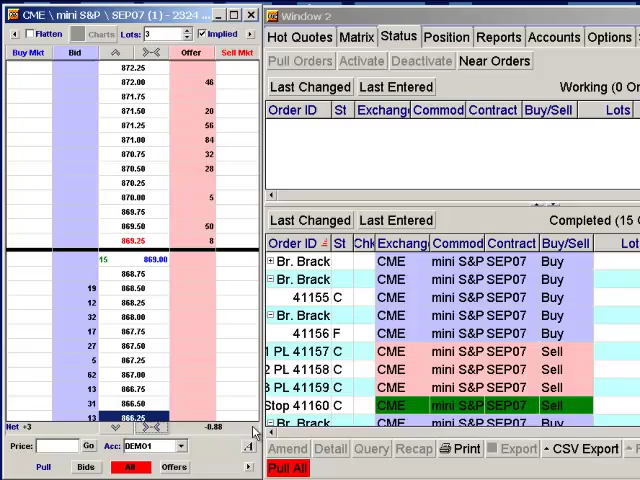 CME \ mini S&P \ SEP07 (1) - 2324 ...
Flatten Charts Lots: 3 Implied
Buy Mkt Bid Offer Sell Mkt
872.25
872.00 46
871.75
871.50 20
871.25 56
871.00 84
870.75 32
870.50 28
870.25
870.00 5
869.75
869.50 50
869.25 8
15 869.00
868.75
19 868.50
12 868.25
32 868.00
17 867.75
27 867.50
5 867.25
62 867.00
13 866.75
31 866.50
13 866.25
Net +3 -0.88
Price: Go Acc: DEMO1 A
Pull Bids All Offers
Window 2
Hot Quotes Matrix Status Position Reports Accounts Options
Pull Orders Activate Deactivate Near Orders
Last Changed Last Entered Working (0 Or
Order ID St Exchange Commod Contract Buy/Sell Lots
Last Changed Last Entered Completed (15 O
Order ID St Chk Exchang Commod Contract Buy/Sell Lot
Br. Brack CME mini S&P SEP07 Buy
Br. Brack CME mini S&P SEP07 Buy
41155 C CME mini S&P SEP07 Buy
Br. Brack CME mini S&P SEP07 Buy
41156 F CME mini S&P SEP07 Buy
1 PL 41157 C CME mini S&P SEP07 Sell
2 PL 41158 C CME mini S&P SEP07 Sell
3 PL 41159 C CME mini S&P SEP07 Sell
Stop 41160 C CME mini S&P SEP07 Sell
Br. Brack CME mini S&P SEP07 Buy
Amend Detail Query Recap Print Export CSV Export
Pull All